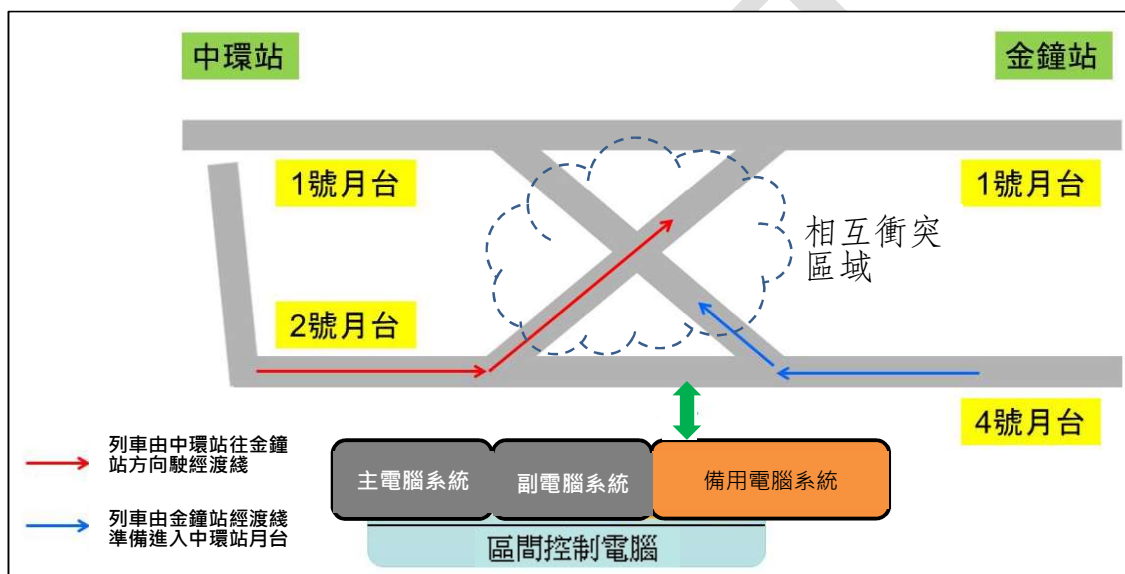 中環站
金鐘站
1號月台
1號月台
相互衝突
區域
2號月台
4號月台
列車由中環站往金鐘
站方向駛經渡綫
主電腦系統
副電腦系統
備用電腦系統
列車由金鐘站經渡綫
準備進入中環站月台
區間控制電腦